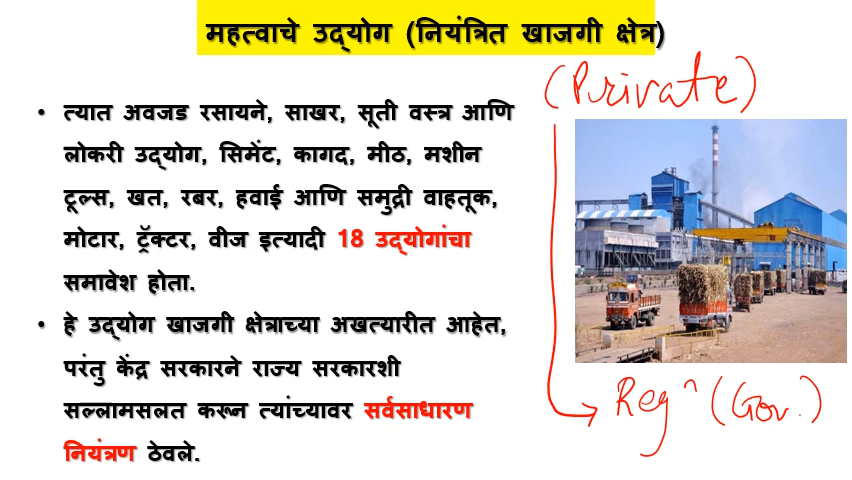 महत्वाचे उद्योग (नियंत्रित खाजगी क्षेत्र)
(Private)
• त्यात अवजड रसायने, साखर, सूती वस्त्र आणि
लोकरी उद्योग, सिमेंट, कागद, मीठ, मशीन
टूल्स, खत, रबर, हवाई आणि समुद्री वाहतूक,
मोटार, ट्रॅक्टर, वीज इत्यादी 18 उद्योगांचा
समावेश होता.
• हे उद्योग खाजगी क्षेत्राच्या अखत्यारीत आहेत,
परंतु केंद्र सरकारने राज्य सरकारशी
सल्लामसलत करून त्यांच्यावर सर्वसाधारण
नियंत्रण ठेवले.
Regⁿ (Gov.)